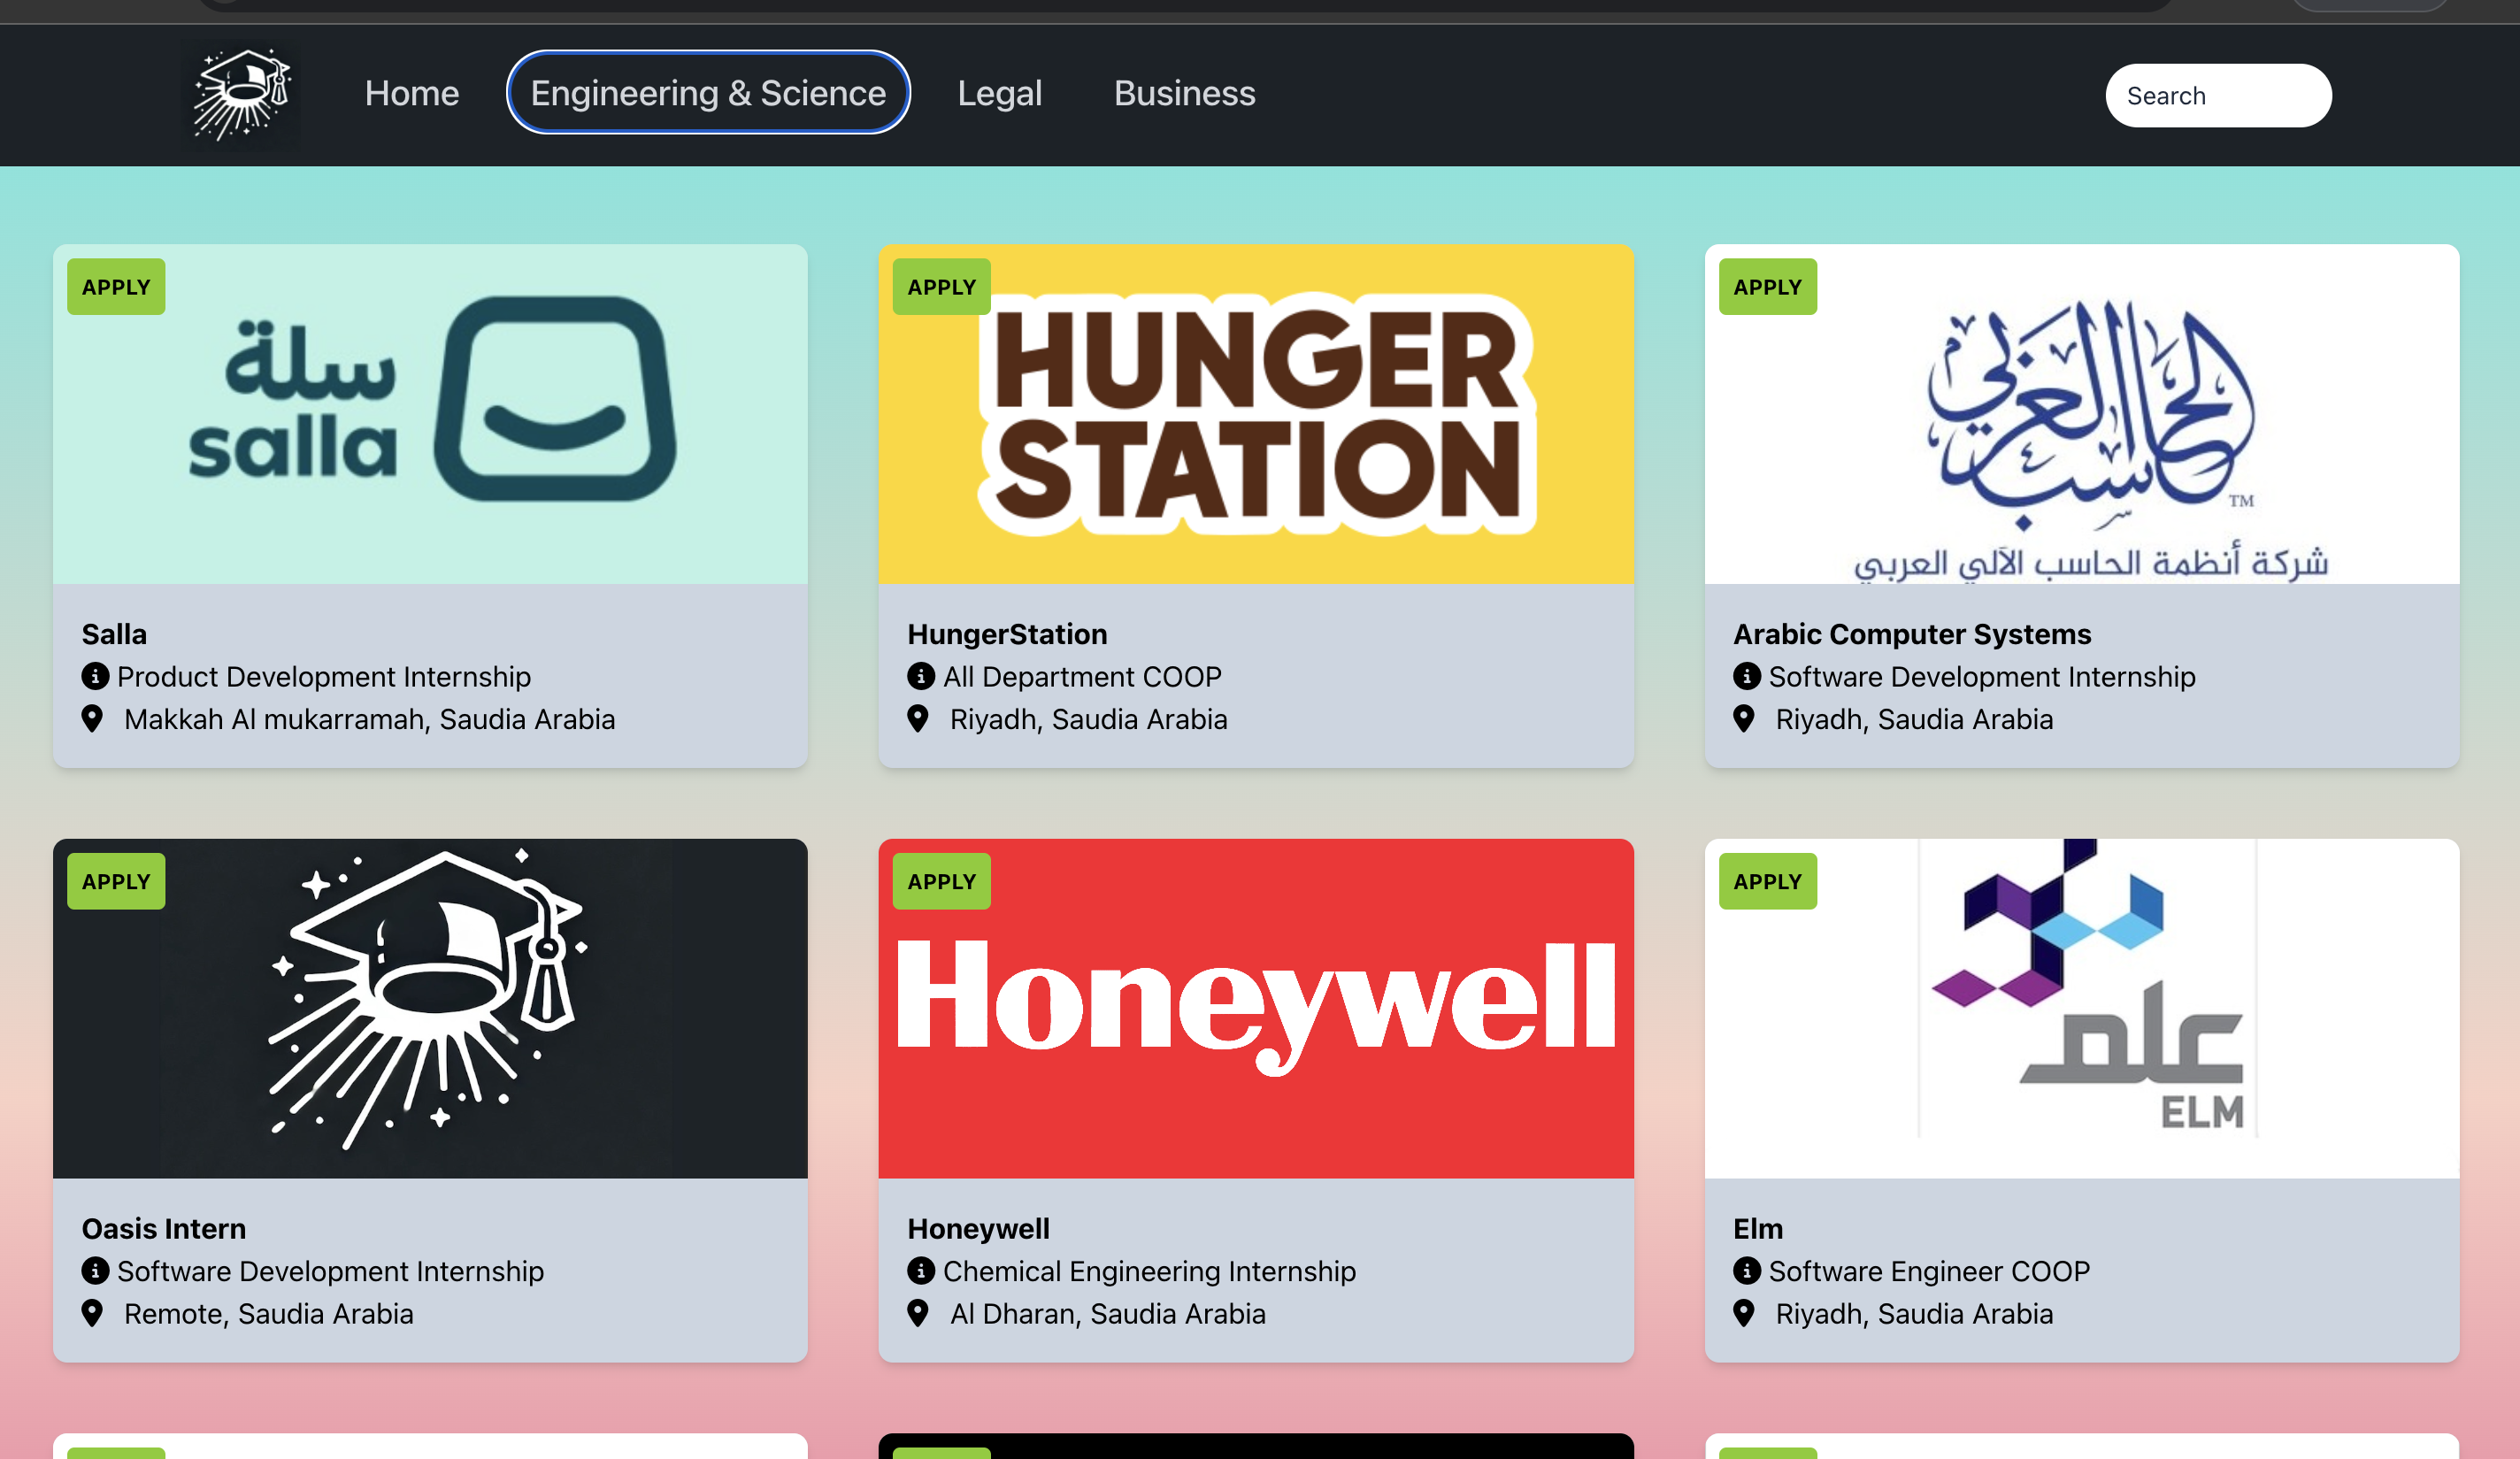 Home
Engineering & Science
Legal
Business
Search
APPLY
سلة
salla
Salla
Product Development Internship
Makkah Al mukarramah, Saudia Arabia
APPLY
HUNGER
STATION
HungerStation
All Department COOP
Riyadh, Saudia Arabia
APPLY
الحاسب العربي
TM
شركة أنظمة الحاسب الآلي العربي
Arabic Computer Systems
Software Development Internship
Riyadh, Saudia Arabia
APPLY
Oasis Intern
Software Development Internship
Remote, Saudia Arabia
APPLY
Honeywell
Honeywell
Chemical Engineering Internship
Al Dharan, Saudia Arabia
APPLY
علم
ELM
Elm
Software Engineer COOP
Riyadh, Saudia Arabia